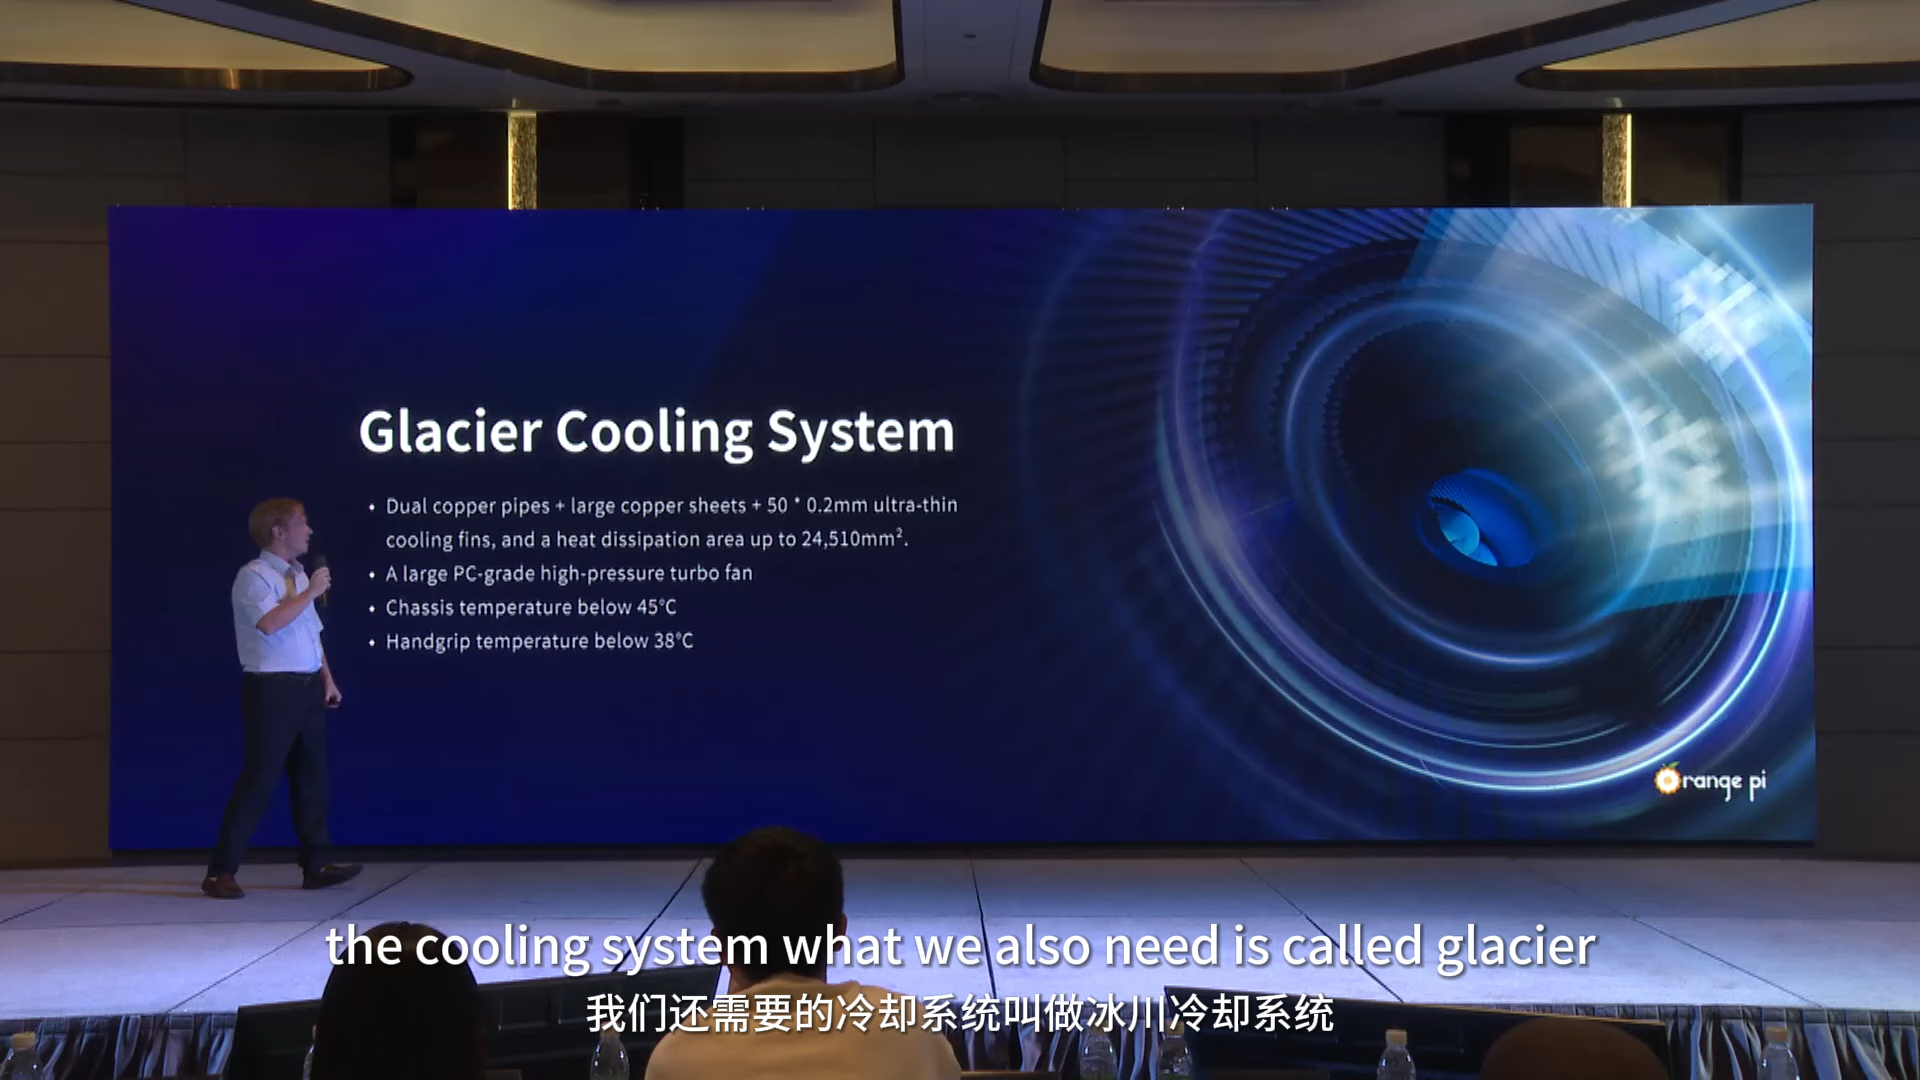 Glacier Cooling System
• Dual copper pipes + large copper sheets + 50 * 0.2mm ultra-thin
cooling fins, and a heat dissipation area up to 24,510mm².
• A large PC-grade high-pressure turbo fan
• Chassis temperature below 45°C
• Handgrip temperature below 38°C
Orange pi
the cooling system what we also need is called glacier
我们还需要的冷却系统叫做冰川冷却系统